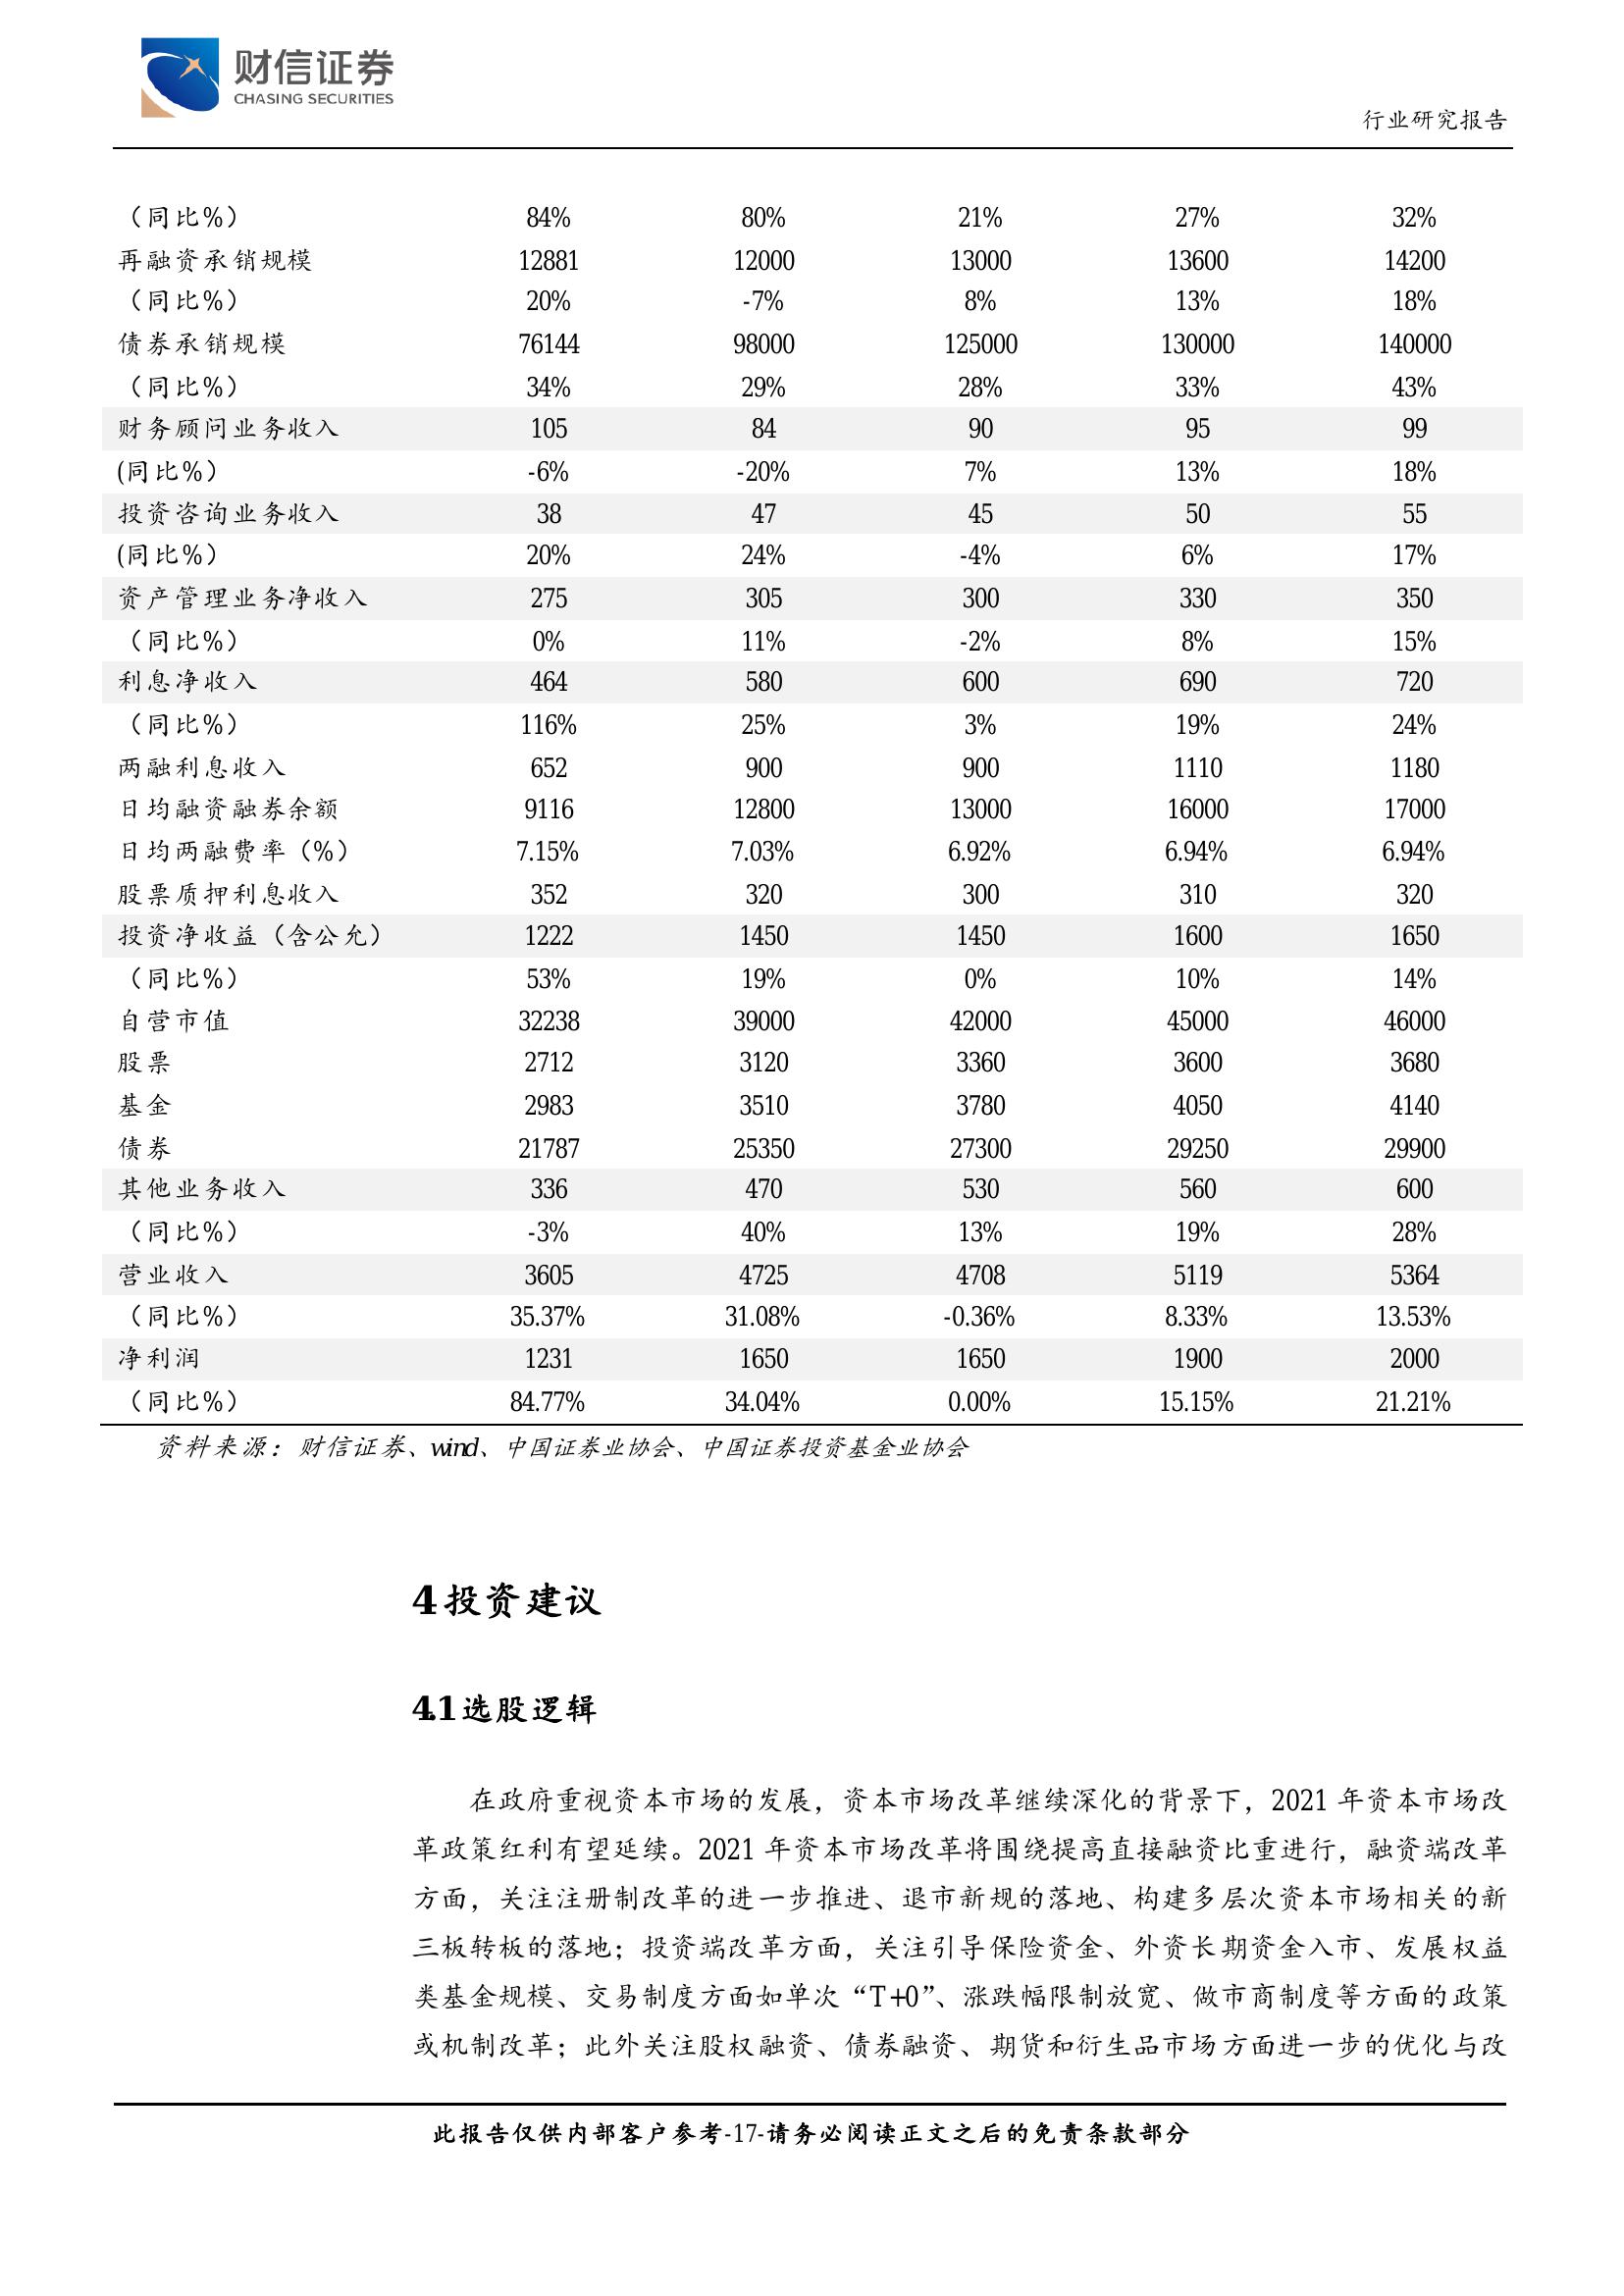 财信证券
CHASING SECURITIES
行业研究报告
（同比%） 84% 80% 21% 27% 32%
再融资承销规模 12881 12000 13000 13600 14200
（同比%） 20% -7% 8% 13% 18%
债券承销规模 76144 98000 125000 130000 140000
（同比%） 34% 29% 28% 33% 43%
财务顾问业务收入 105 84 90 95 99
(同比%） -6% -20% 7% 13% 18%
投资咨询业务收入 38 47 45 50 55
(同比%） 20% 24% -4% 6% 17%
资产管理业务净收入 275 305 300 330 350
（同比%） 0% 11% -2% 8% 15%
利息净收入 464 580 600 690 720
（同比%） 116% 25% 3% 19% 24%
两融利息收入 652 900 900 1110 1180
日均融资融券余额 9116 12800 13000 16000 17000
日均两融费率（%） 7.15% 7.03% 6.92% 6.94% 6.94%
股票质押利息收入 352 320 300 310 320
投资净收益（含公允） 1222 1450 1450 1600 1650
（同比%） 53% 19% 0% 10% 14%
自营市值 32238 39000 42000 45000 46000
股票 2712 3120 3360 3600 3680
基金 2983 3510 3780 4050 4140
债券 21787 25350 27300 29250 29900
其他业务收入 336 470 530 560 600
（同比%） -3% 40% 13% 19% 28%
营业收入 3605 4725 4708 5119 5364
（同比%） 35.37% 31.08% -0.36% 8.33% 13.53%
净利润 1231 1650 1650 1900 2000
（同比%） 84.77% 34.04% 0.00% 15.15% 21.21%
资料来源：财信证券、wind、中国证券业协会、中国证券投资基金业协会
4 投资建议
4.1 选股逻辑
在政府重视资本市场的发展，资本市场改革继续深化的背景下，2021 年资本市场改
革政策红利有望延续。2021 年资本市场改革将围绕提高直接融资比重进行，融资端改革
方面，关注注册制改革的进一步推进、退市新规的落地、构建多层次资本市场相关的新
三板转板的落地；投资端改革方面，关注引导保险资金、外资长期资金入市、发展权益
类基金规模、交易制度方面如单次“T+0”、涨跌幅限制放宽、做市商制度等方面的政策
或机制改革；此外关注股权融资、债券融资、期货和衍生品市场方面进一步的优化与改
此报告仅供内部客户参考-17-请务必阅读正文之后的免责条款部分